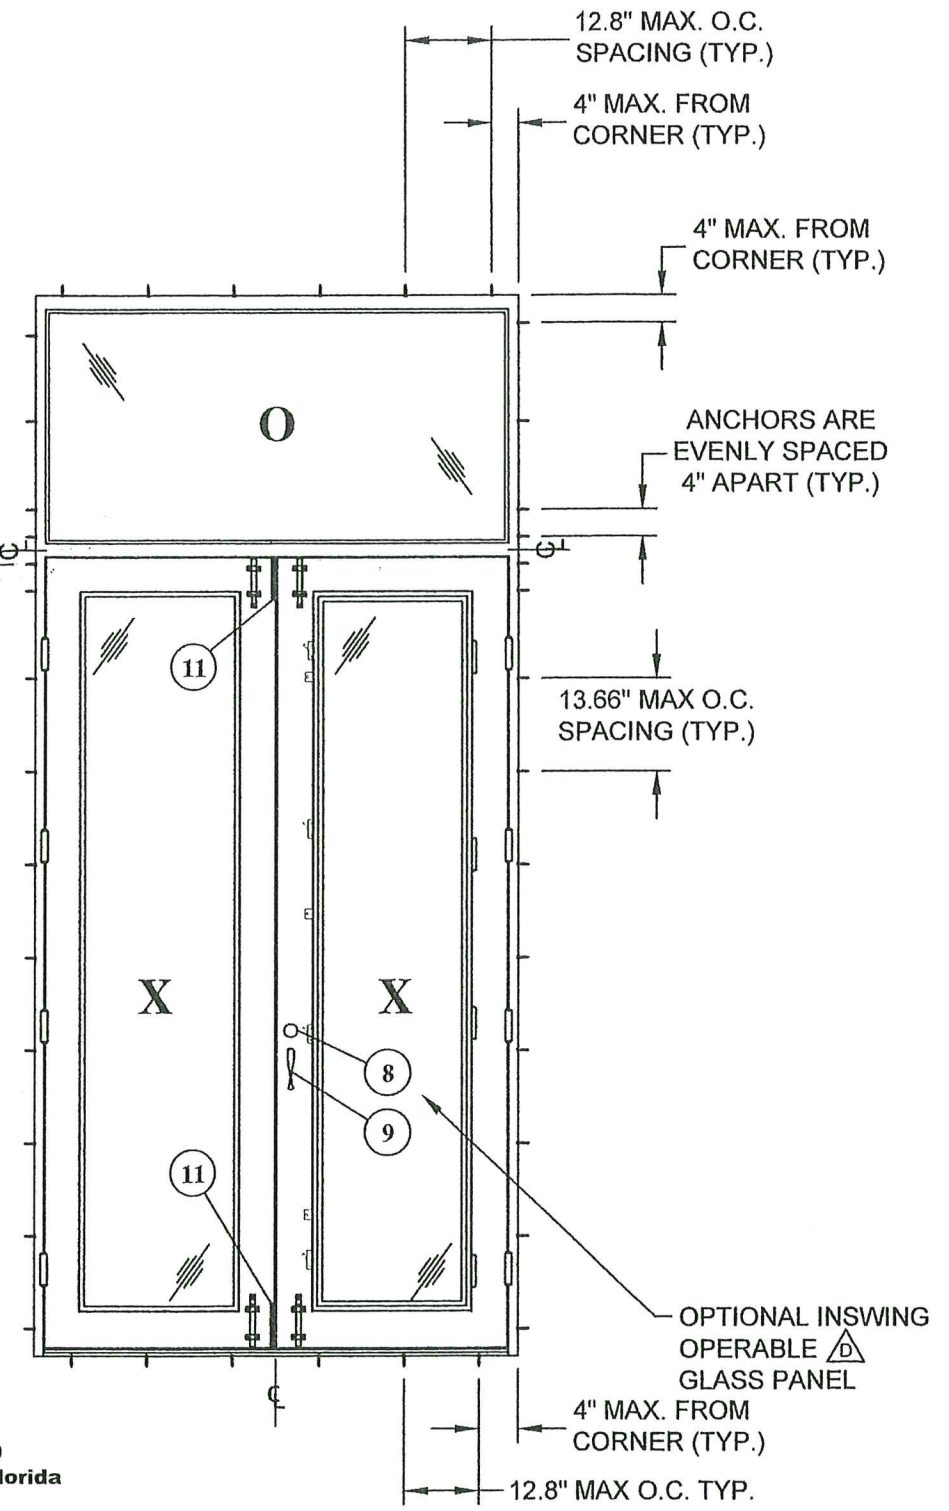 12.8" MAX. O.C.
SPACING (TYP.)
4" MAX. FROM
CORNER (TYP.)
4" MAX. FROM
CORNER (TYP.)
O
ANCHORS ARE
EVENLY SPACED
4" APART (TYP.)
11
13.66" MAX O.C.
SPACING (TYP.)
X
X
8
9
11
OPTIONAL INSWING
OPERABLE D
GLASS PANEL
4" MAX. FROM
CORNER (TYP.)
12.8" MAX O.C. TYP.
lorida